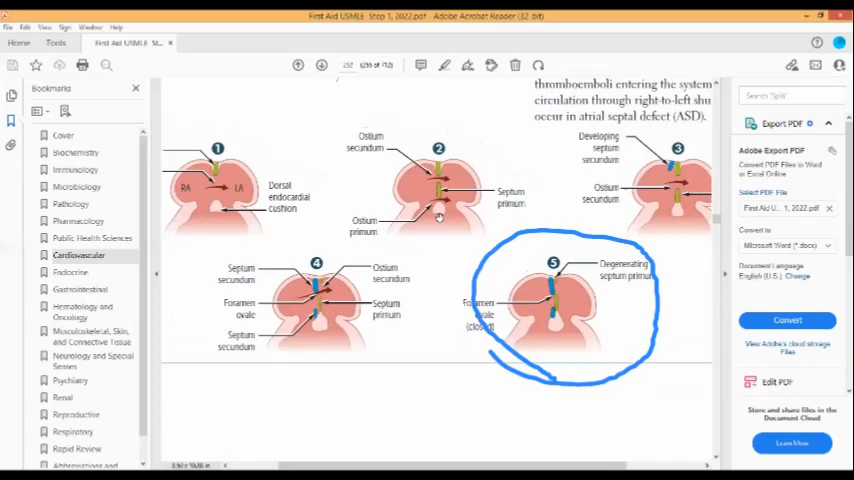 First Aid USMLE Step 1, 2022.pdf - Adobe Acrobat Reader (32-bit)
File Edit View Sign Window Help
Home
Tools
First Aid USMLE St...
(255 of 712)
Bookmarks
Cover
Biochemistry
Immunology
Microbiology
Pathology
Pharmacology
Public Health Sciences
Cardiovascular
Endocrine
Gastrointestinal
Hematology and
Oncology
Musculoskeletal, Skin,
and Connective Tissue
Neurology and Special
Senses
Psychiatry
Renal
Reproductive
Respiratory
Rapid Review
Abbreviations and
thromboemboli entering the system
circulation through right-to-left shu
occur in atrial septal defect (ASD).
1
RA
LA
Dorsal
endocardial
cushion
2
Ostium
secundum
Septum
primum
Ostium
primum
3
Developing
septum
secundum
Ostium
secundum
4
Septum
secundum
Ostium
secundum
Foramen
ovale
Septum
primum
Septum
secundum
5
Degenerating
septum primum
Foramen
ovale
(closed)
8.50 x 10.88 in
Search 'Split'
Export PDF
Adobe Export PDF
Convert PDF Files to Word
or Excel Online
Select PDF File
First Aid U... 1, 2022.pdf
Convert to
Microsoft Word (*.docx)
Document Language:
English (U.S.) Change
Convert
View Adobe's cloud storage
Files
Edit PDF
Store and share files in the
Document Cloud
Learn More